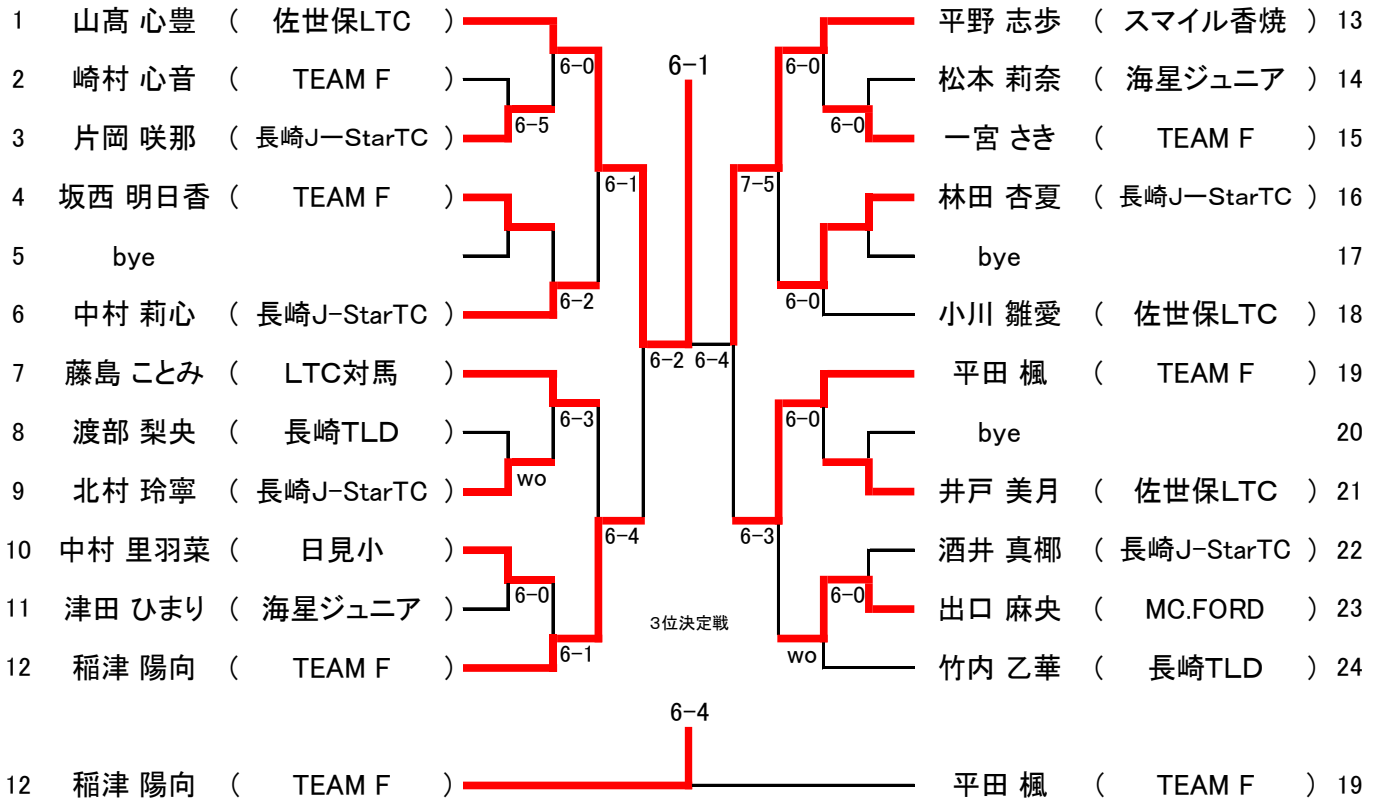 1 山髙 心豊 ( 佐世保LTC )
6-0
2 崎村 心音 ( TEAM F )
6-5
3 片岡 咲那 ( 長崎JーStarTC )
6-1
4 坂西 明日香 ( TEAM F )
5 bye
6-2
6 中村 莉心 ( 長崎J-StarTC )
6-2
7 藤島 ことみ ( LTC対馬 )
6-3
8 渡部 梨央 ( 長崎TLD )
wo
9 北村 玲寧 ( 長崎J-StarTC )
6-4
10 中村 里羽菜 ( 日見小 )
6-0
11 津田 ひまり ( 海星ジュニア )
6-1
12 稲津 陽向 ( TEAM F )
6-1
平野 志歩 ( スマイル香焼 ) 13
6-0
松本 莉奈 ( 海星ジュニア ) 14
6-0
一宮 さき ( TEAM F ) 15
7-5
林田 杏夏 ( 長崎JーStarTC ) 16
bye 17
6-0
小川 雛愛 ( 佐世保LTC ) 18
6-4
平田 楓 ( TEAM F ) 19
6-0
bye 20
井戸 美月 ( 佐世保LTC ) 21
6-3
酒井 真椰 ( 長崎J-StarTC ) 22
6-0
出口 麻央 ( MC.FORD ) 23
wo
竹内 乙華 ( 長崎TLD ) 24
3位決定戦
6-4
12 稲津 陽向 ( TEAM F )
平田 楓 ( TEAM F ) 19